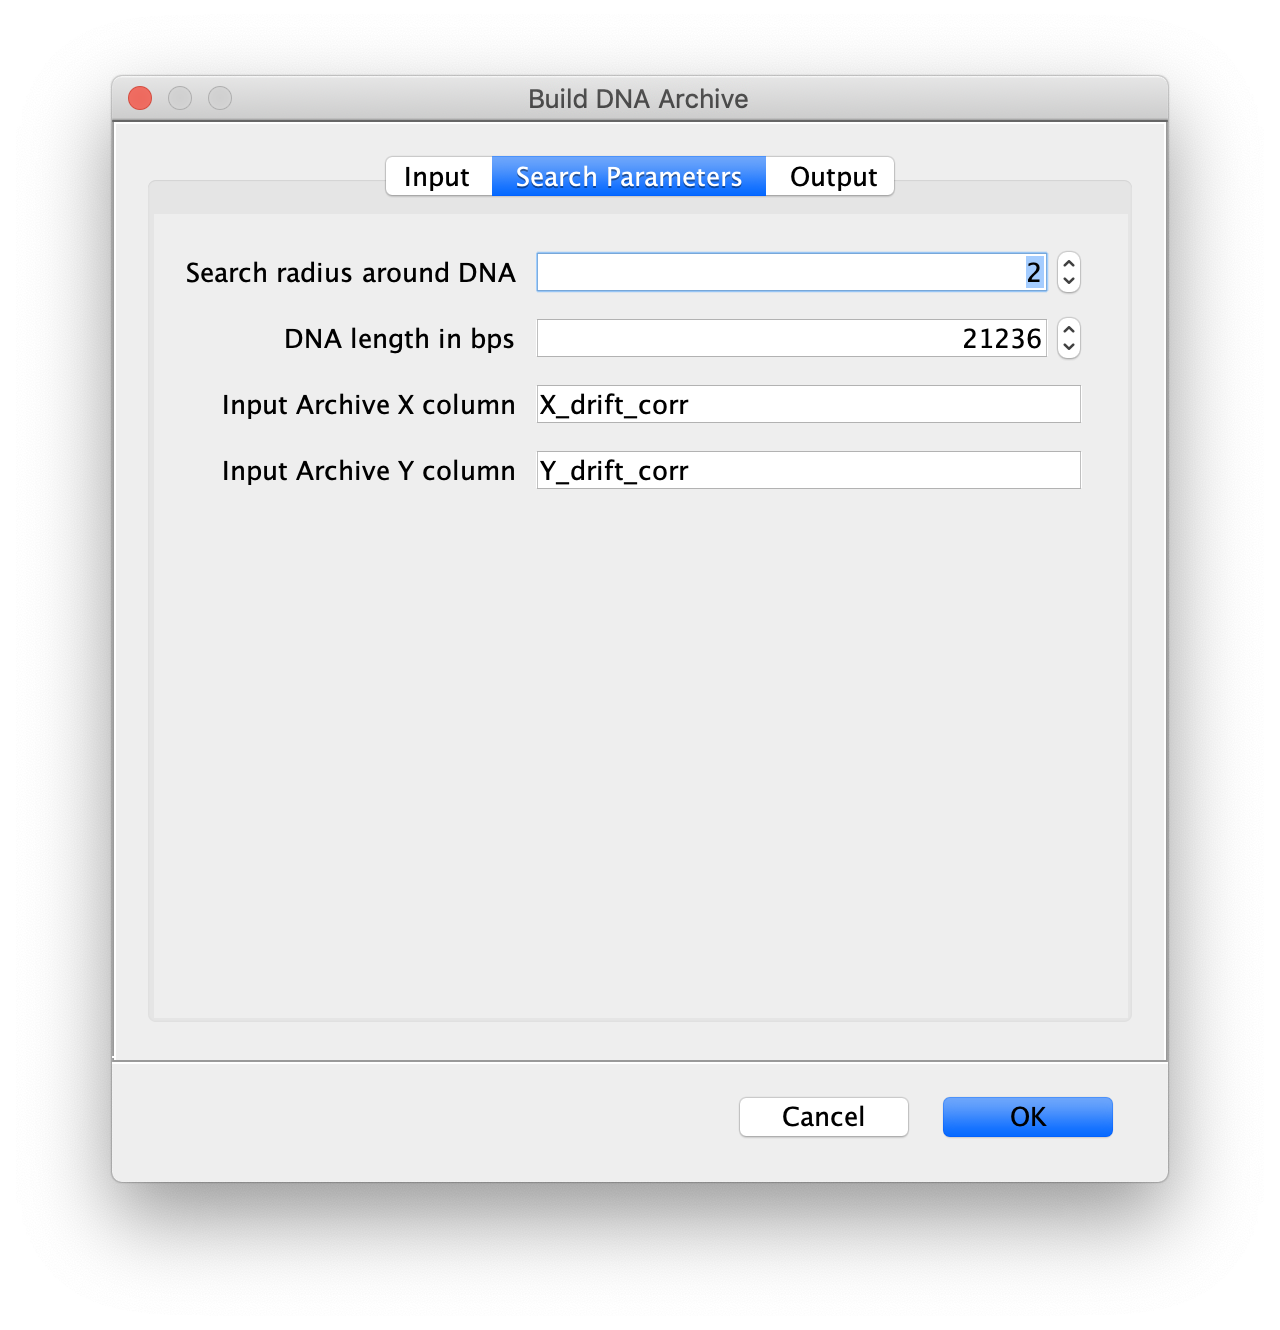 Build DNA Archive
Input Search Parameters Output
Search radius around DNA 2
DNA length in bps 21236
Input Archive X column X_drift_corr
Input Archive Y column Y_drift_corr
Cancel OK